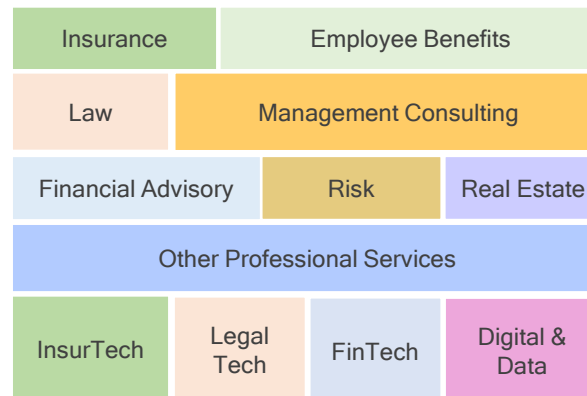 Insurance
Employee Benefits
Law
Management Consulting
Financial Advisory
Risk
Real Estate
Other Professional Services
InsurTech
Legal
Tech
FinTech
Digital &
Data